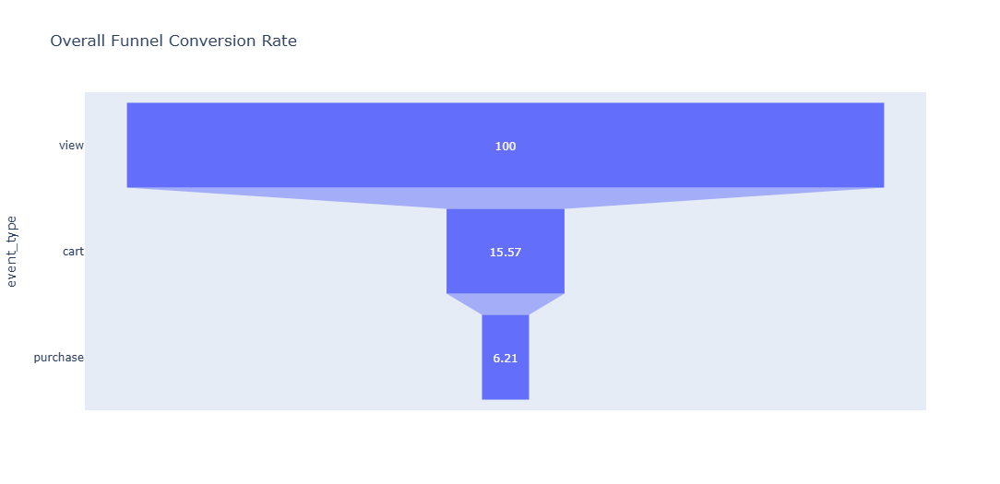 Overall Funnel Conversion Rate
event_type
view
100
cart
15.57
purchase
6.21